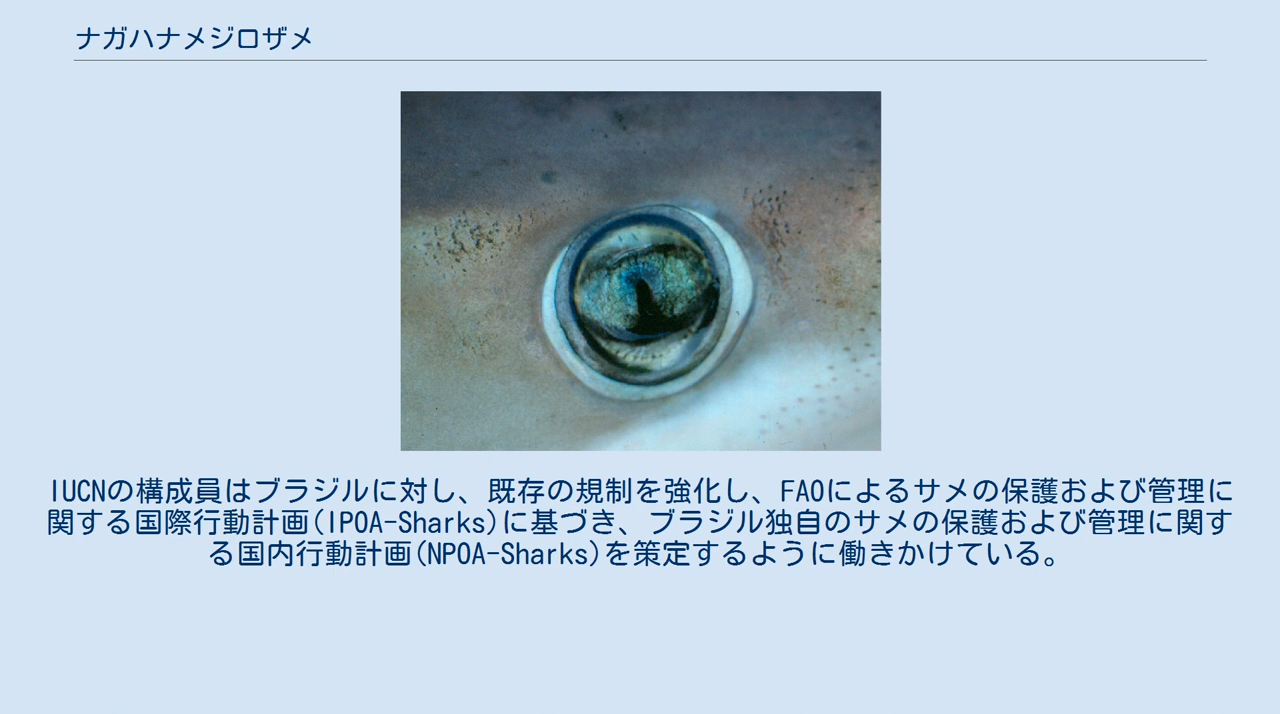 ナガハナメジロザメ
IUCNの構成員はブラジルに対し、既存の規制を強化し、FAOによるサメの保護および管理に
関する国際行動計画(IPOA-Sharks)に基づき、ブラジル独自のサメの保護および管理に関す
る国内行動計画(NPOA-Sharks)を策定するように働きかけている。